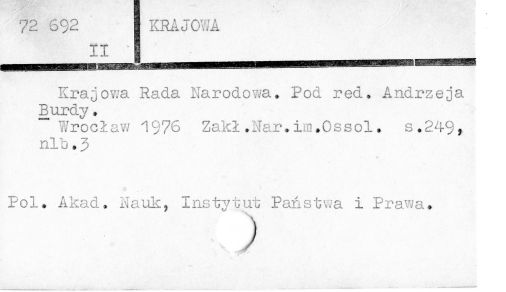 72 692
II
KRAJOWA
Krajowa Rada Narodowa. Pod red. Andrzeja
Burdy.
Wrocław 1976 Zakł.Nar.im.Ossol. s.249,
nlb.3
Pol. Akad. Nauk, Instytut Państwa i Prawa.